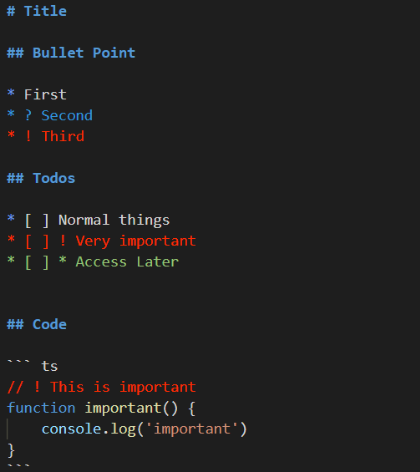 # Title
## Bullet Point
* First
* ? Second
* ! Third
## Todos
* [ ] Normal things
* [ ] ! Very important
* [ ] * Access Later
## Code
``` ts
// ! This is important
function important() {
    console.log('important')
}
```